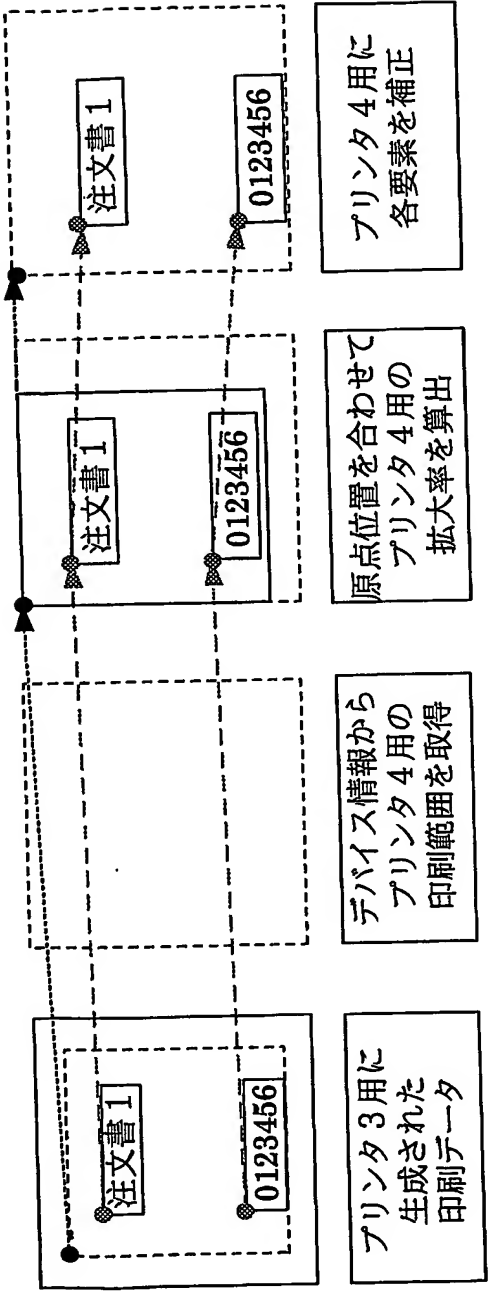 注文書1
0123456
プリンタ3用に
生成された
印刷データ
デバイス情報から
プリンタ4用の
印刷範囲を取得
注文書1
0123456
原点位置を合わせて
プリンタ4用の
拡大率を算出
注文書1
0123456
プリンタ4用に
各要素を補正